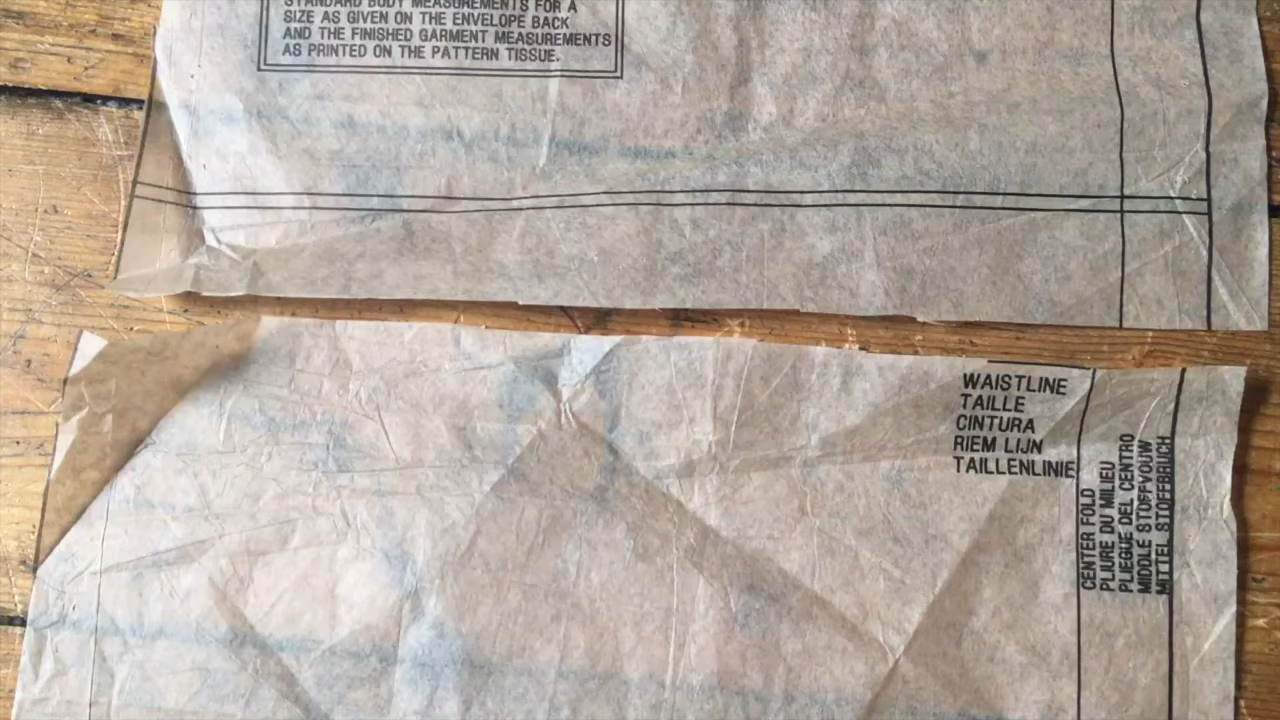 STANDARD BODY MEASUREMENTS FOR A
SIZE AS GIVEN ON THE ENVELOPE BACK
AND THE FINISHED GARMENT MEASUREMENTS
AS PRINTED ON THE PATTERN TISSUE.
WAISTLINE
TAILLE
CINTURA
RIEM LIJN
TAILLENLINIE
CENTER FOLD
PLIURE DU MILIEU
PLIEGUE DEL CENTRO
MIDDLE STOFFVOUW
MITTEL STOFFBRUCH